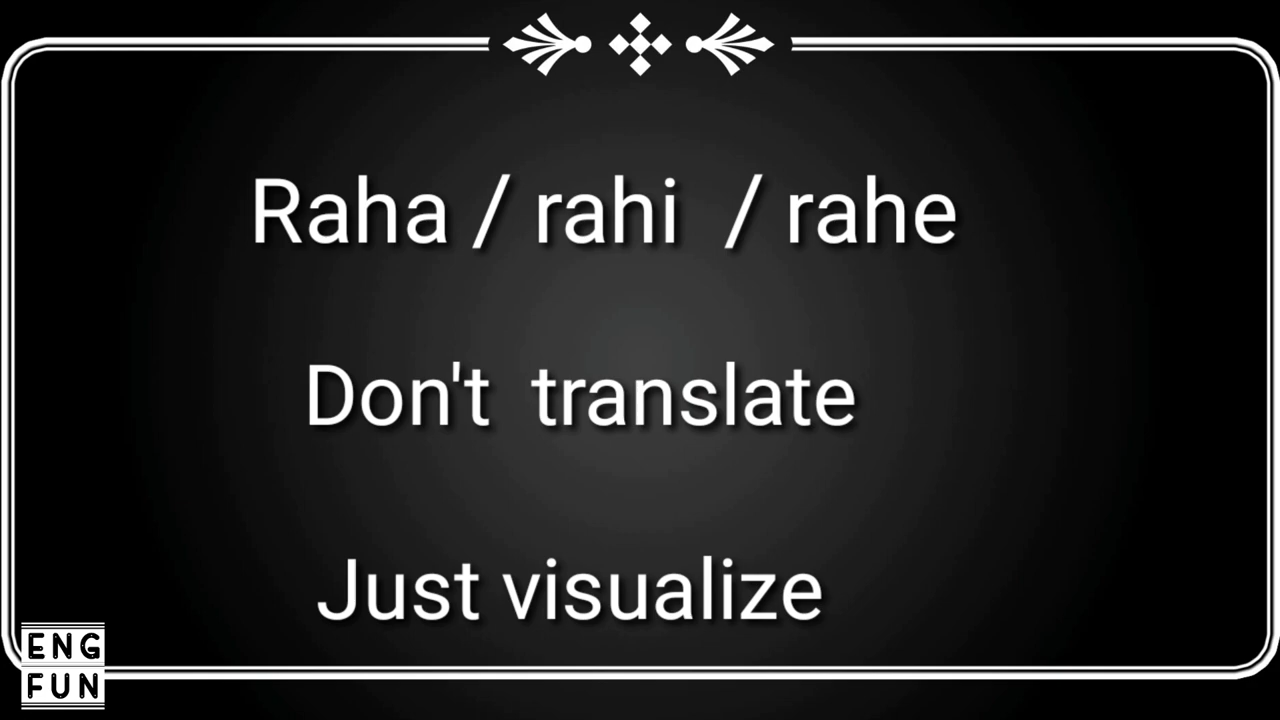 Raha / rahi / rahe
Don't translate
Just visualize
ENG
FUN